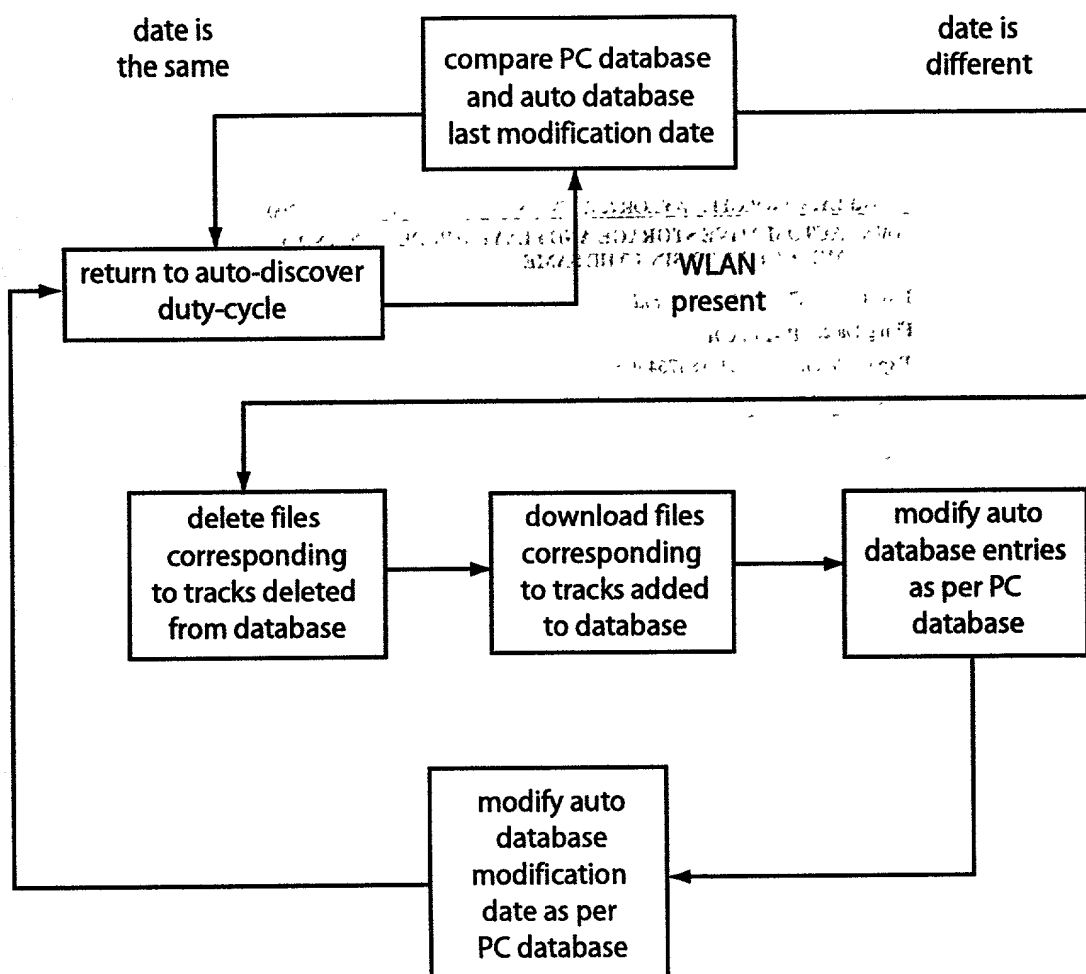 date is
the same
compare PC database
and auto database
last modification date
date is
different
return to auto-discover
duty-cycle
WLAN
present
delete files
corresponding
to tracks deleted
from database
download files
corresponding
to tracks added
to database
modify auto
database entries
as per PC
database
modify auto
database
modification
date as per
PC database